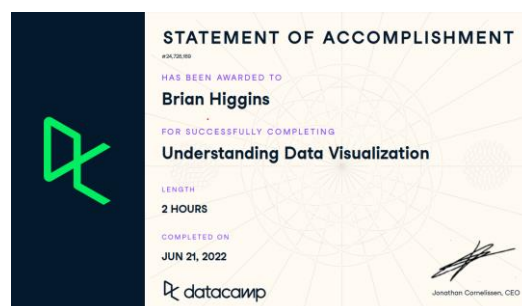 STATEMENT OF ACCOMPLISHMENT
HAS BEEN AWARDED TO
Brian Higgins
FOR SUCCESSFULLY COMPLETING
Understanding Data Visualization
LENGTH
2 HOURS
COMPLETED ON
JUN 21, 2022
datacamp
Jonathan Cornelissen, CEO